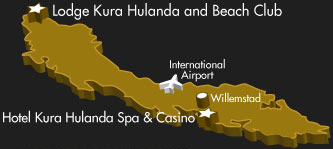 Lodge Kura Hulanda and Beach Club
International
Airport
Willemstad
Hotel Kura Hulanda Spa & Casino